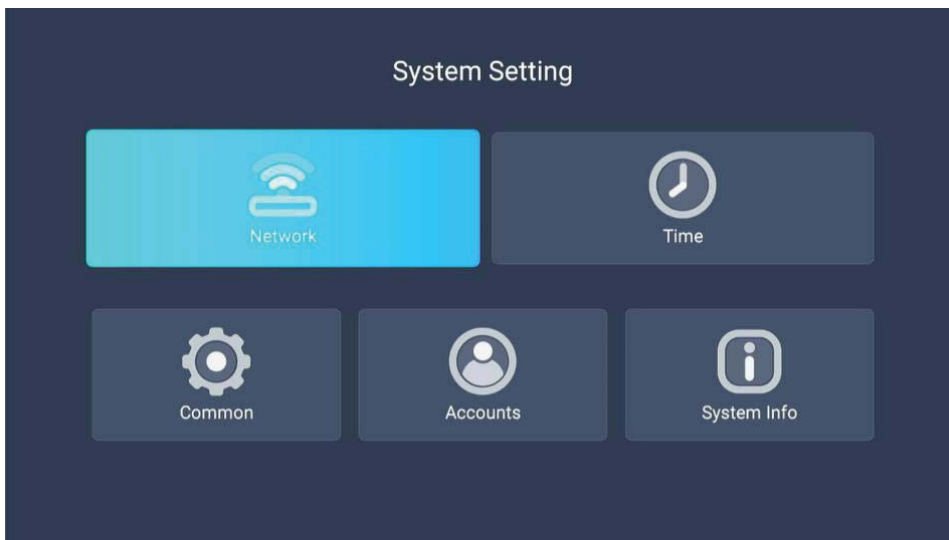 System Setting
Network
Time
Common
Accounts
System Info